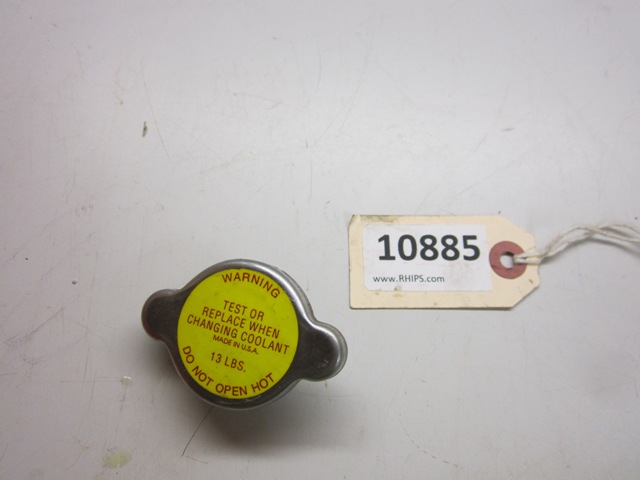 WARNING
TEST OR
REPLACE WHEN
CHANGING COOLANT
MADE IN U.S.A.
13 LBS.
DO NOT OPEN HOT
10885
www.RHIPS.com